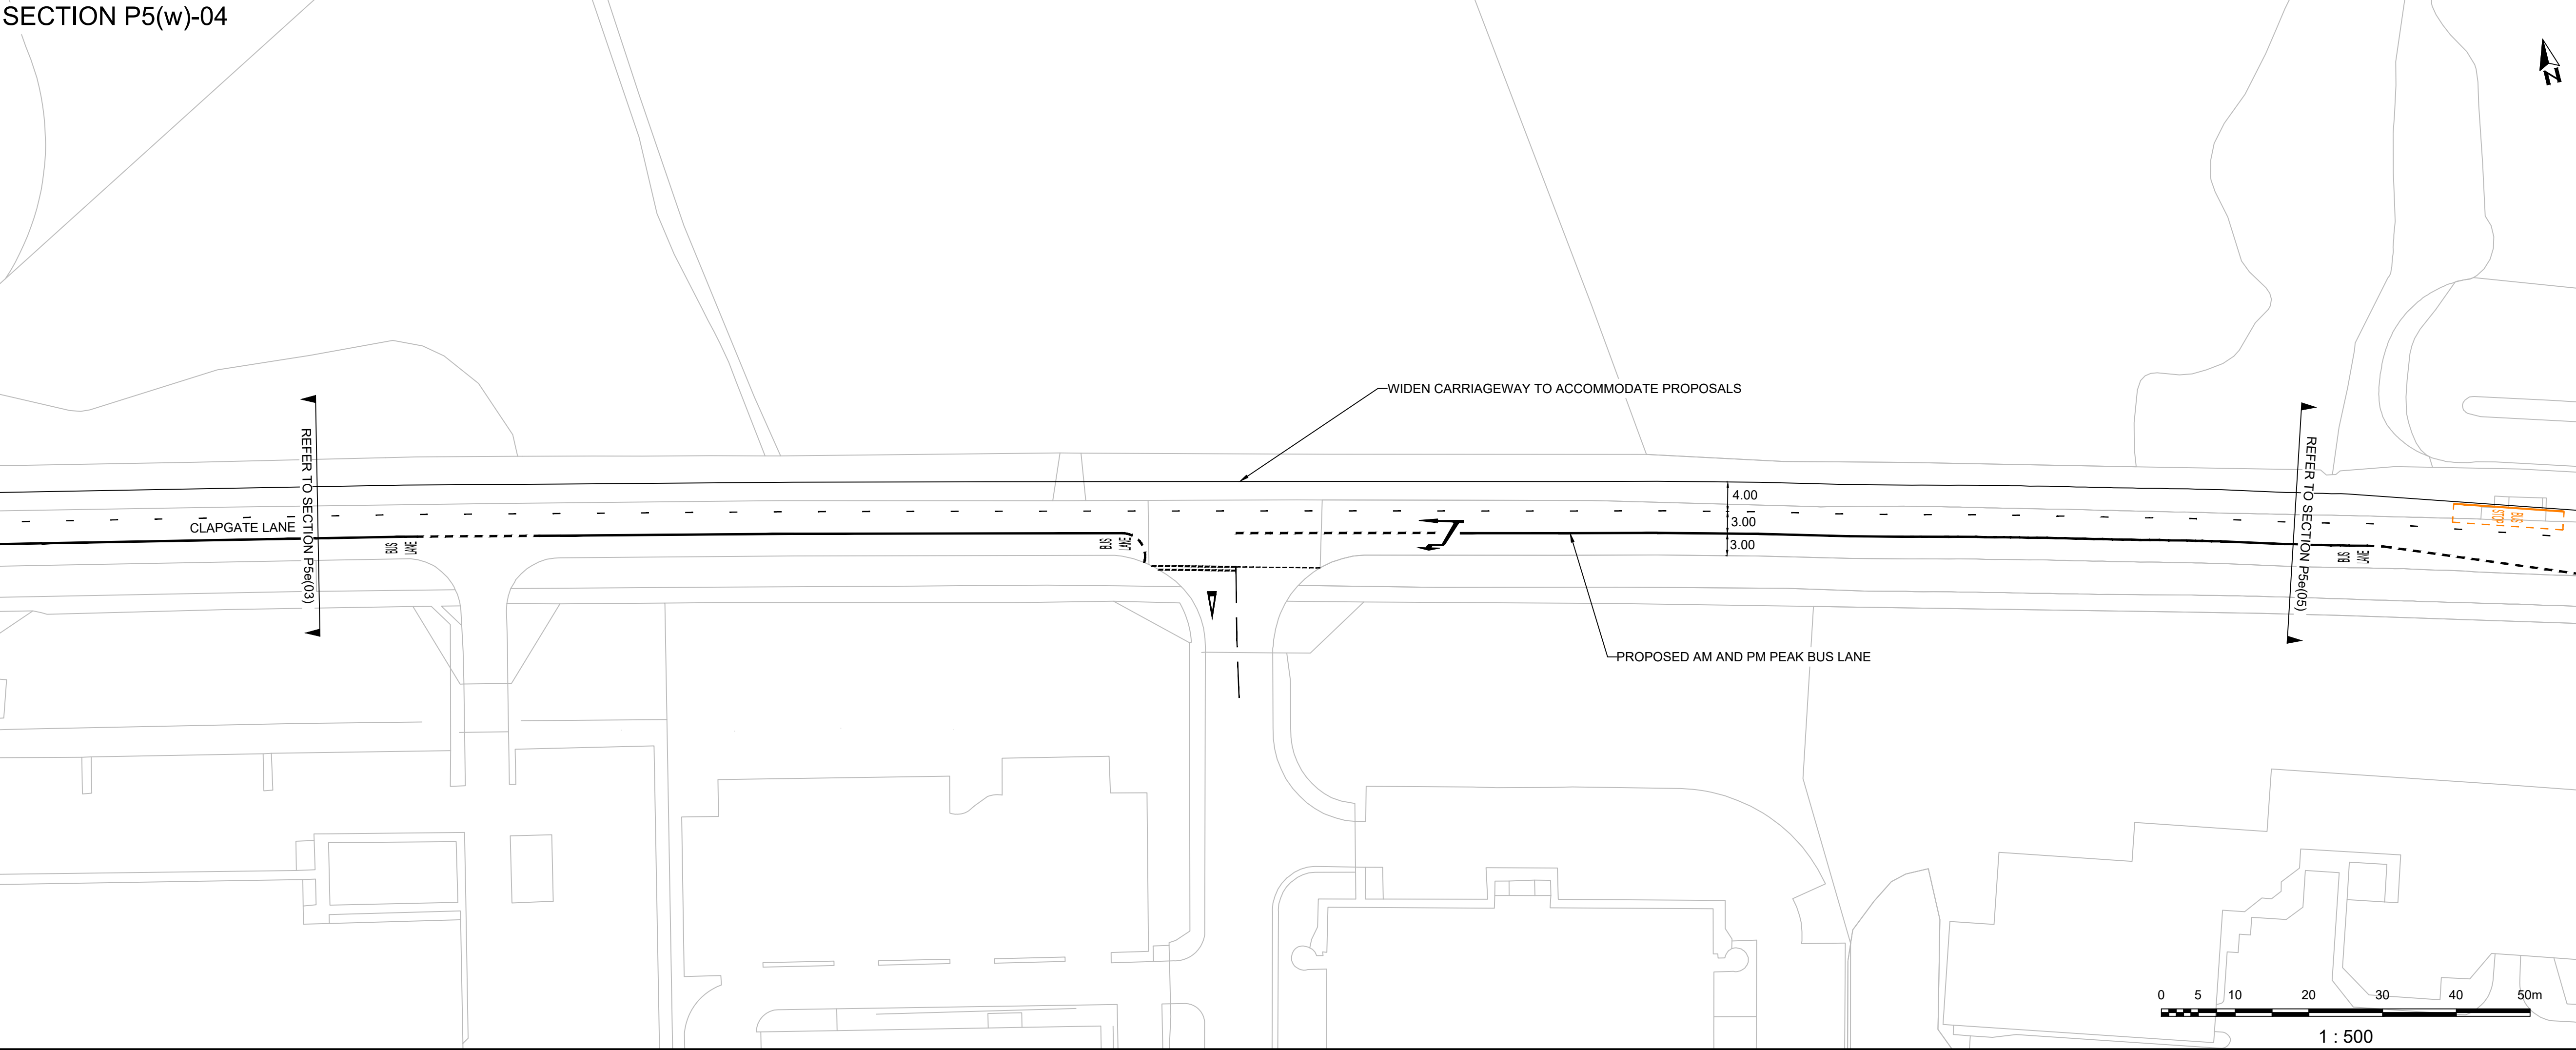 SECTION P5(w)-04
N
WIDEN CARRIAGEWAY TO ACCOMMODATE PROPOSALS
REFER TO SECTION P5e(03)
REFER TO SECTION P5e(05)
4.00
3.00
3.00
CLAPGATE LANE
BUS
LANE
BUS
LANE
BUS
STOP
BUS
LANE
PROPOSED AM AND PM PEAK BUS LANE
0 5 10 20 30 40 50m
1 : 500